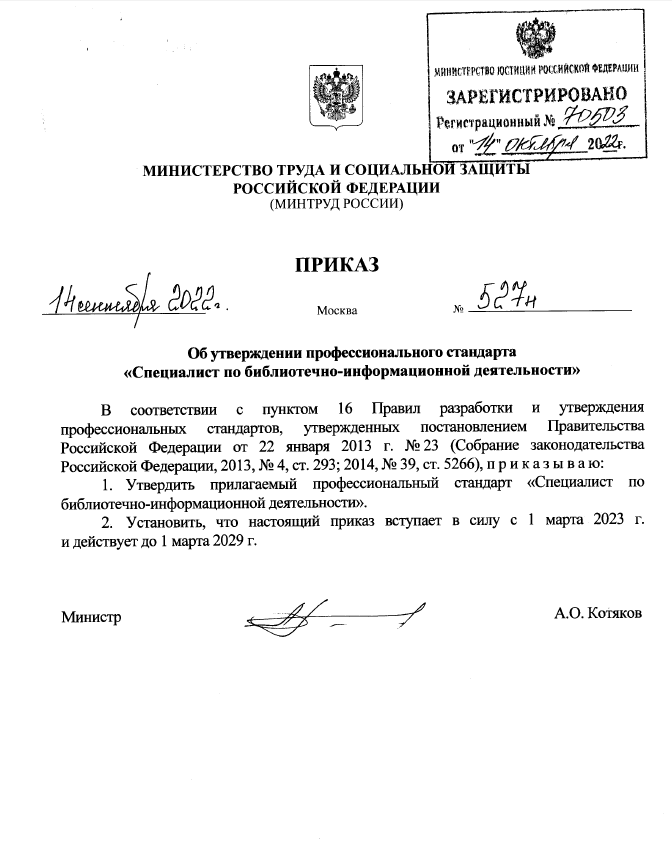 МИНИСТЕРСТВО ЮСТИЦИИ РОССИЙСКОЙ ФЕДЕРАЦИИ
ЗАРЕГИСТРИРОВАНО
Регистрационный № 70503
от "14" октября 2022г.
МИНИСТЕРСТВО ТРУДА И СОЦИАЛЬНОЙ ЗАЩИТЫ
РОССИЙСКОЙ ФЕДЕРАЦИИ
(МИНТРУД РОССИИ)
ПРИКАЗ
14 сентября 2022г.
Москва
№ 527н
Об утверждении профессионального стандарта
«Специалист по библиотечно-информационной деятельности»
В соответствии с пунктом 16 Правил разработки и утверждения
профессиональных стандартов, утвержденных постановлением Правительства
Российской Федерации от 22 января 2013 г. № 23 (Собрание законодательства
Российской Федерации, 2013, № 4, ст. 293; 2014, № 39, ст. 5266), п р и к а з ы в а ю:
1. Утвердить прилагаемый профессиональный стандарт «Специалист по
библиотечно-информационной деятельности».
2. Установить, что настоящий приказ вступает в силу с 1 марта 2023 г.
и действует до 1 марта 2029 г.
Министр
А.О. Котяков